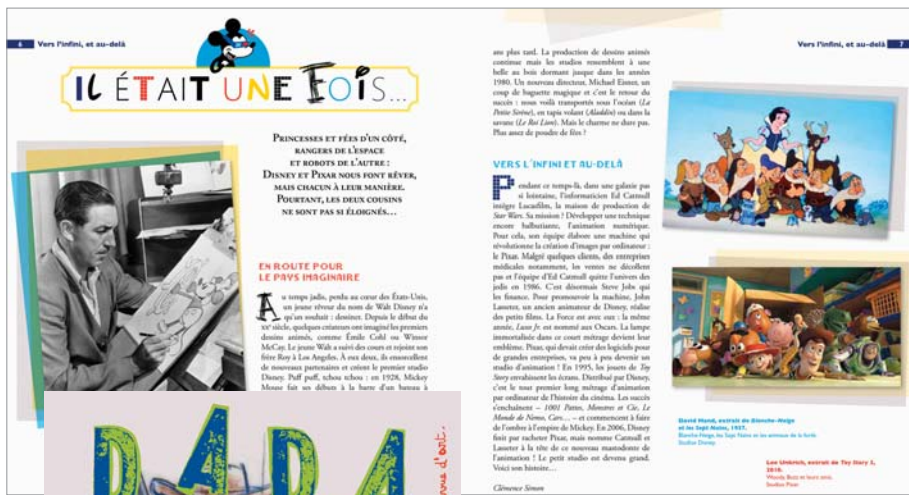 6 Vers l'infini, et au-delà
IL ÉTAIT UNE FOIS...
PRINCESSES ET FÉES D'UN CÔTÉ,
RANGERS DE L'ESPACE
ET ROBOTS DE L'AUTRE :
DISNEY ET PIXAR NOUS FONT RÊVER,
MAIS CHACUN À LEUR MANIÈRE.
POURTANT, LES DEUX COUSINS
NE SONT PAS SI ÉLOIGNÉS...
EN ROUTE POUR
LE PAYS IMAGINAIRE
Au temps jadis, perdu au cœur des États-Unis,
un jeune rêveur du nom de Walt Disney n'a
qu'un souhait : dessiner. Depuis le début du
XXe siècle, quelques créateurs ont imaginé les premiers
dessins animés, comme Émile Cohl ou Winsor
McCay. Le jeune Walt a suivi des cours et rejoint son
frère Roy à Los Angeles. À eux deux, ils ensorcellent
de nouveaux partenaires et créent le premier studio
Disney. Puff puff, tchou tchou : en 1928, Mickey
Mouse fait ses débuts à la barre d'un bateau à
DADA
d'art.
Vers l'infini, et au-delà 7
ans plus tard. La production de dessins animés
continue mais les studios ressemblent à une
belle au bois dormant jusque dans les années
1980. Un nouveau directeur, Michael Eisner, un
coup de baguette magique et c'est le retour du
succès : nous voilà transportés sous l'océan (La
Petite Sirène), en tapis volant (Aladdin) ou dans la
savane (Le Roi Lion). Mais le charme ne dure pas.
Plus assez de poudre de fées ?
VERS L'INFINI ET AU-DELÀ
Pendant ce temps-là, dans une galaxie pas
si lointaine, l'informaticien Ed Catmull
intègre Lucasfilm, la maison de production de
Star Wars. Sa mission ? Développer une technique
encore balbutiante, l'animation numérique.
Pour cela, son équipe élabore une machine qui
révolutionne la création d'images par ordinateur :
le Pixar. Malgré quelques clients, des entreprises
médicales notamment, les ventes ne décollent
pas et l'équipe d'Ed Catmull quitte l'univers des
jedis en 1986. C'est désormais Steve Jobs qui
les finance. Pour promouvoir la machine, John
Lasseter, un ancien animateur de Disney, réalise
des petits films. La Force est avec eux : la même
année, Luxo Jr. est nommé aux Oscars. La lampe
immortalisée dans ce court métrage devient leur
emblème. Pixar, qui devait créer des logiciels pour
de grandes entreprises, va peu à peu devenir un
studio d'animation ! En 1995, les jouets de Toy
Story envahissent les écrans. Distribué par Disney,
c'est le tout premier long métrage d'animation
par ordinateur de l'histoire du cinéma. Les succès
s'enchaînent – 1001 Pattes, Monstres et Cie, Le
Monde de Nemo, Cars... – et commencent à faire
de l'ombre à l'empire de Mickey. En 2006, Disney
finit par racheter Pixar, mais nomme Catmull et
Lasseter à la tête de ce nouveau mastodonte de
l'animation ! Le petit studio est devenu grand.
Voici son histoire...
Clémence Simon
David Hand, extrait de Blanche-Neige
et les Sept Nains, 1937.
Blanche-Neige, les Sept Nains et les animaux de la forêt.
Studios Disney.
Lee Unkrich, extrait de Toy Story 3,
2010.
Woody, Buzz et leurs amis.
Studios Pixar.